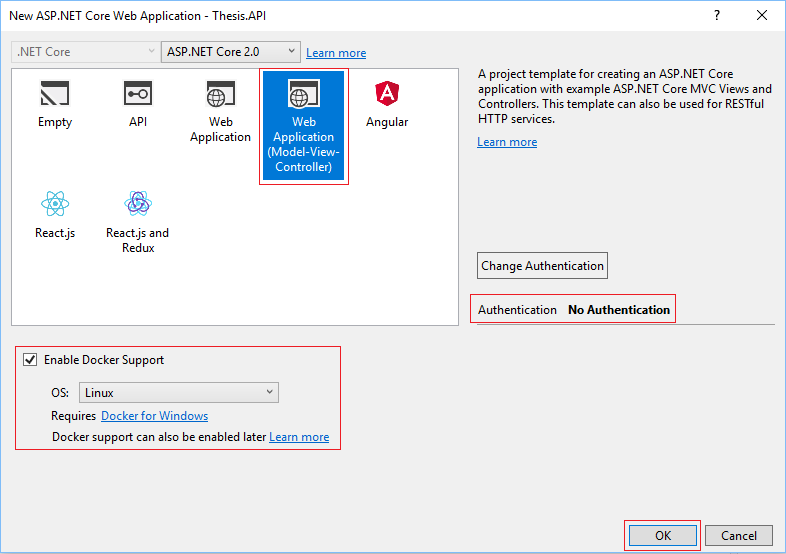 New ASP.NET Core Web Application - Thesis.API
?
.NET Core
ASP.NET Core 2.0
Learn more
Empty
API
Web
Application
Web
Application
(Model-View-
Controller)
Angular
React.js
React.js and
Redux
A project template for creating an ASP.NET Core
application with example ASP.NET Core MVC Views and
Controllers. This template can also be used for RESTful
HTTP services.
Learn more
Change Authentication
Authentication No Authentication
Enable Docker Support
OS: Linux
Requires Docker for Windows
Docker support can also be enabled later Learn more
OK
Cancel